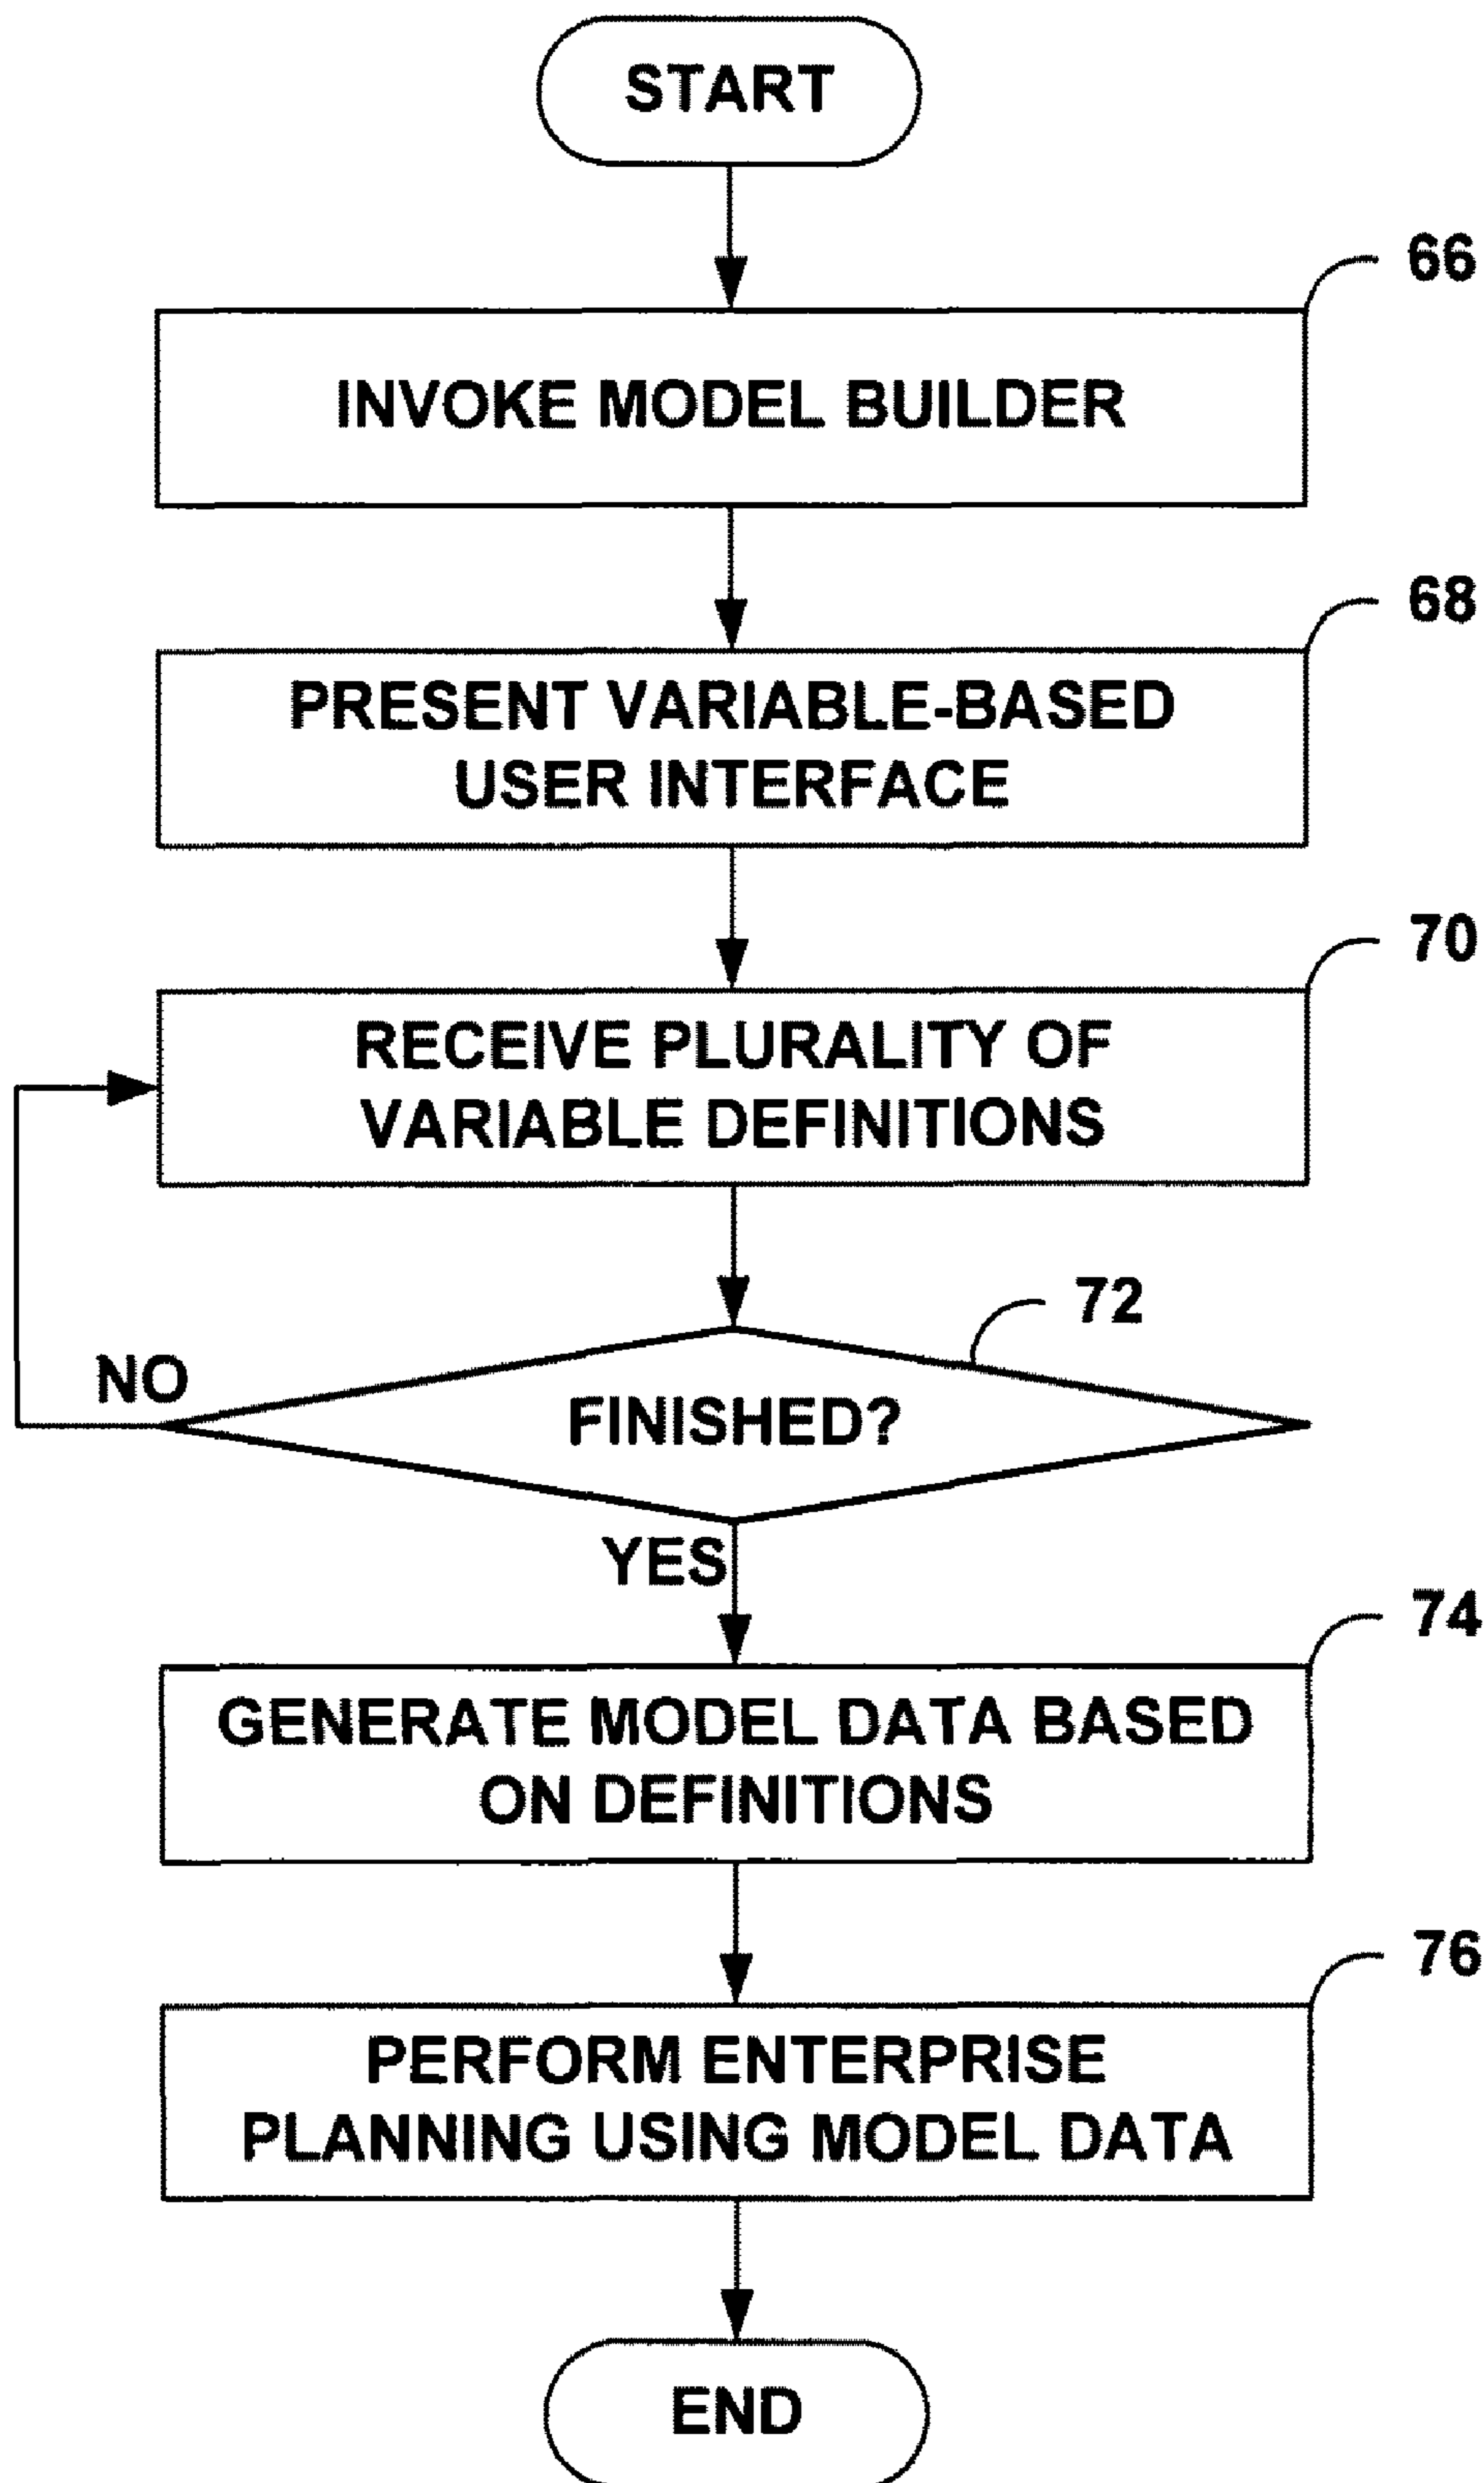 START
66
INVOKE MODEL BUILDER
68
PRESENT VARIABLE-BASED
USER INTERFACE
70
RECEIVE PLURALITY OF
VARIABLE DEFINITIONS
72
NO
FINISHED?
YES
74
GENERATE MODEL DATA BASED
ON DEFINITIONS
76
PERFORM ENTERPRISE
PLANNING USING MODEL DATA
END